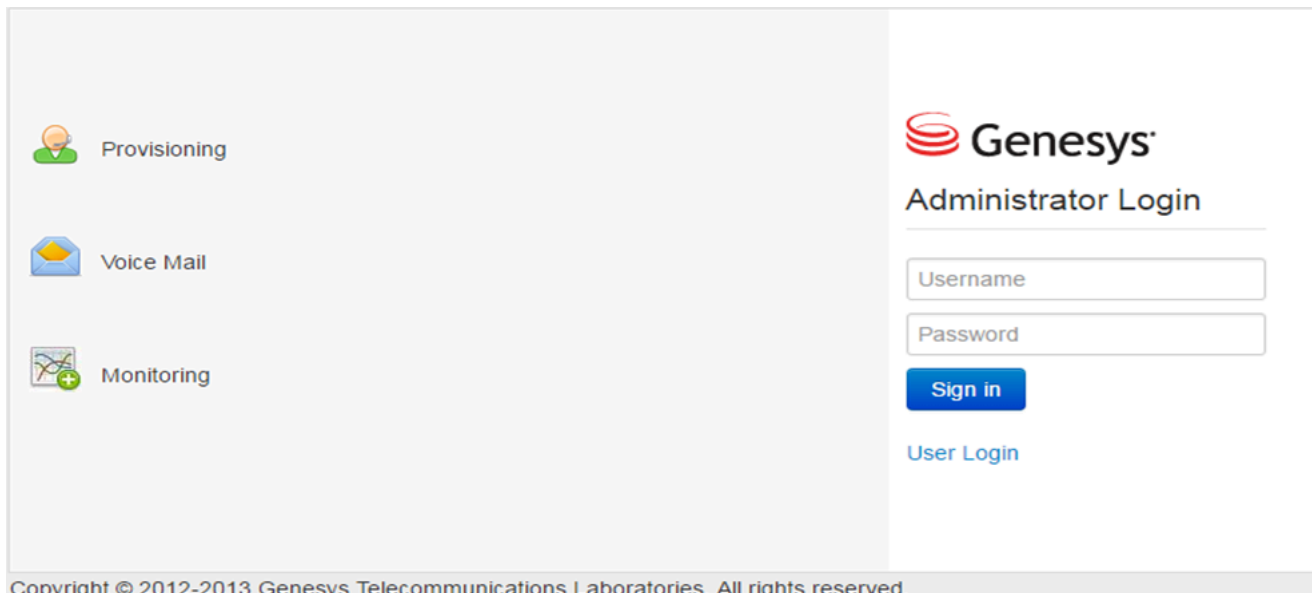 Provisioning
Voice Mail
Monitoring
Genesys
Administrator Login
Username
Password
Sign in
User Login
Copyright © 2012-2013 Genesys Telecommunications Laboratories. All rights reserved